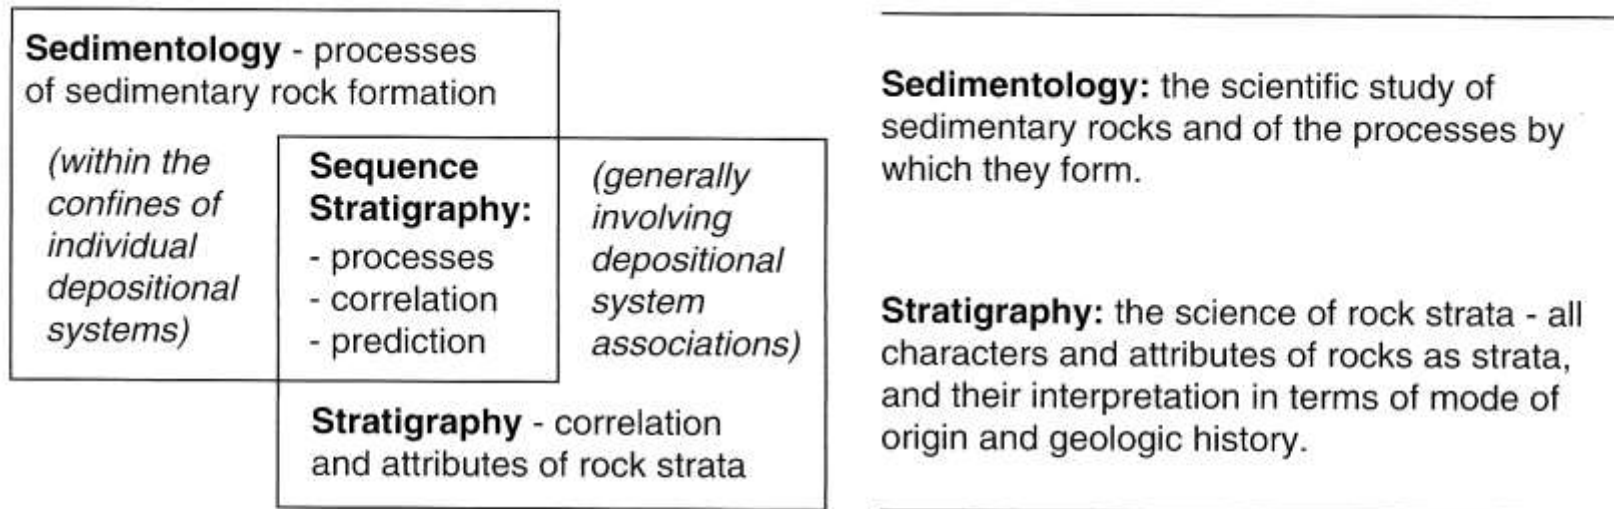 Sedimentology - processes
of sedimentary rock formation
(within the
confines of
individual
depositional
systems)
Sequence
Stratigraphy:
- processes
- correlation
- prediction
(generally
involving
depositional
system
associations)
Stratigraphy - correlation
and attributes of rock strata
Sedimentology: the scientific study of
sedimentary rocks and of the processes by
which they form.
Stratigraphy: the science of rock strata - all
characters and attributes of rocks as strata,
and their interpretation in terms of mode of
origin and geologic history.